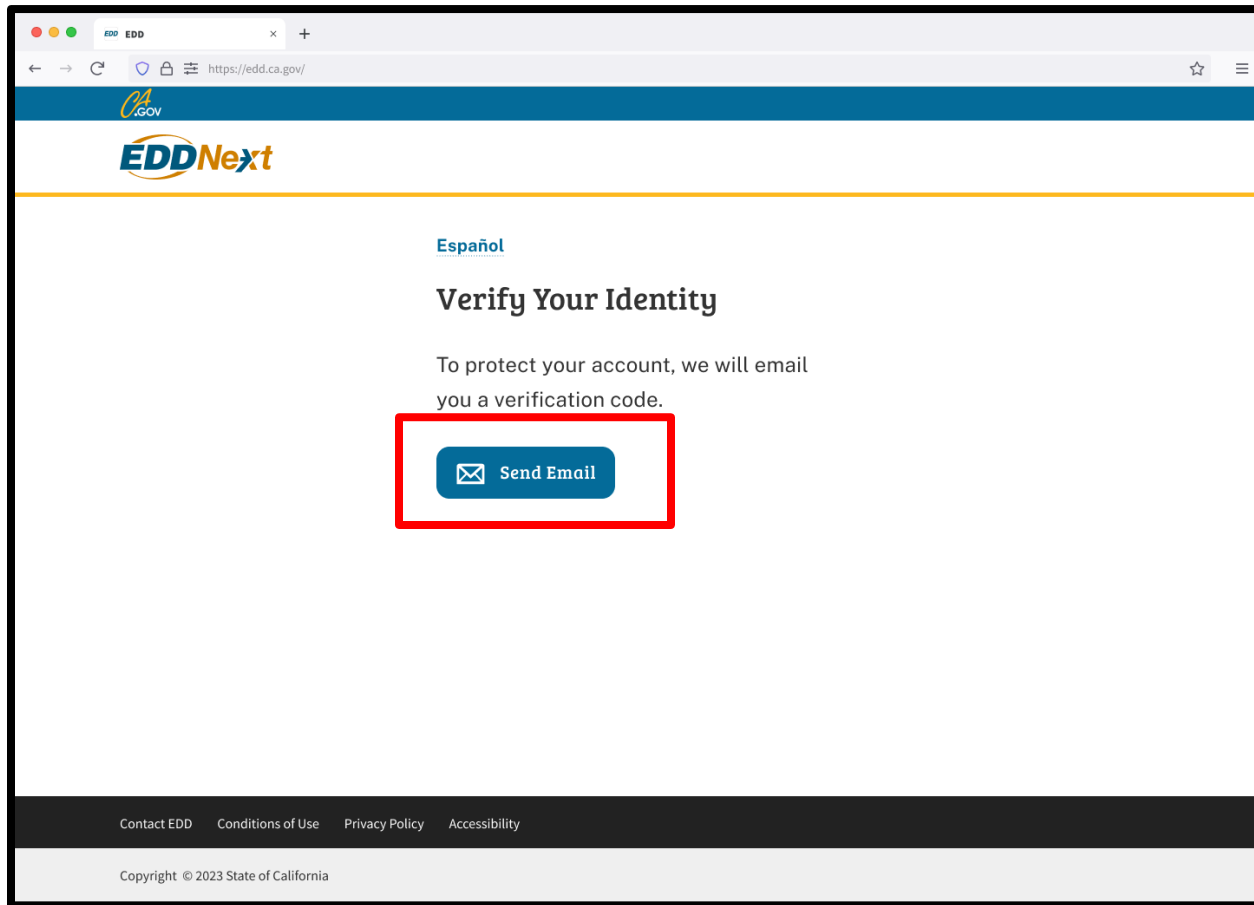 EDD EDD
https://edd.ca.gov/
CA.GOV
EDDNext
Español
Verify Your Identity
To protect your account, we will email
you a verification code.
Send Email
Contact EDD Conditions of Use Privacy Policy Accessibility
Copyright © 2023 State of California